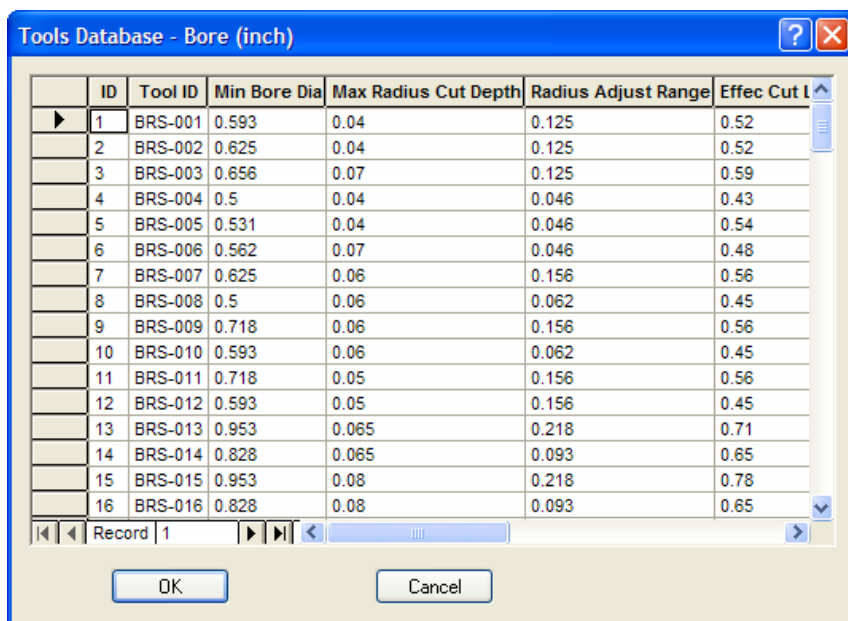 Tools Database - Bore (inch)
ID Tool ID Min Bore Dia Max Radius Cut Depth Radius Adjust Range Effec Cut L
1 BRS-001 0.593 0.04 0.125 0.52
2 BRS-002 0.625 0.04 0.125 0.52
3 BRS-003 0.656 0.07 0.125 0.59
4 BRS-004 0.5 0.04 0.046 0.43
5 BRS-005 0.531 0.04 0.046 0.54
6 BRS-006 0.562 0.07 0.046 0.48
7 BRS-007 0.625 0.06 0.156 0.56
8 BRS-008 0.5 0.06 0.062 0.45
9 BRS-009 0.718 0.06 0.156 0.56
10 BRS-010 0.593 0.06 0.062 0.45
11 BRS-011 0.718 0.05 0.156 0.56
12 BRS-012 0.593 0.05 0.156 0.45
13 BRS-013 0.953 0.065 0.218 0.71
14 BRS-014 0.828 0.065 0.093 0.65
15 BRS-015 0.953 0.08 0.218 0.78
16 BRS-016 0.828 0.08 0.093 0.65
Record 1
OK Cancel